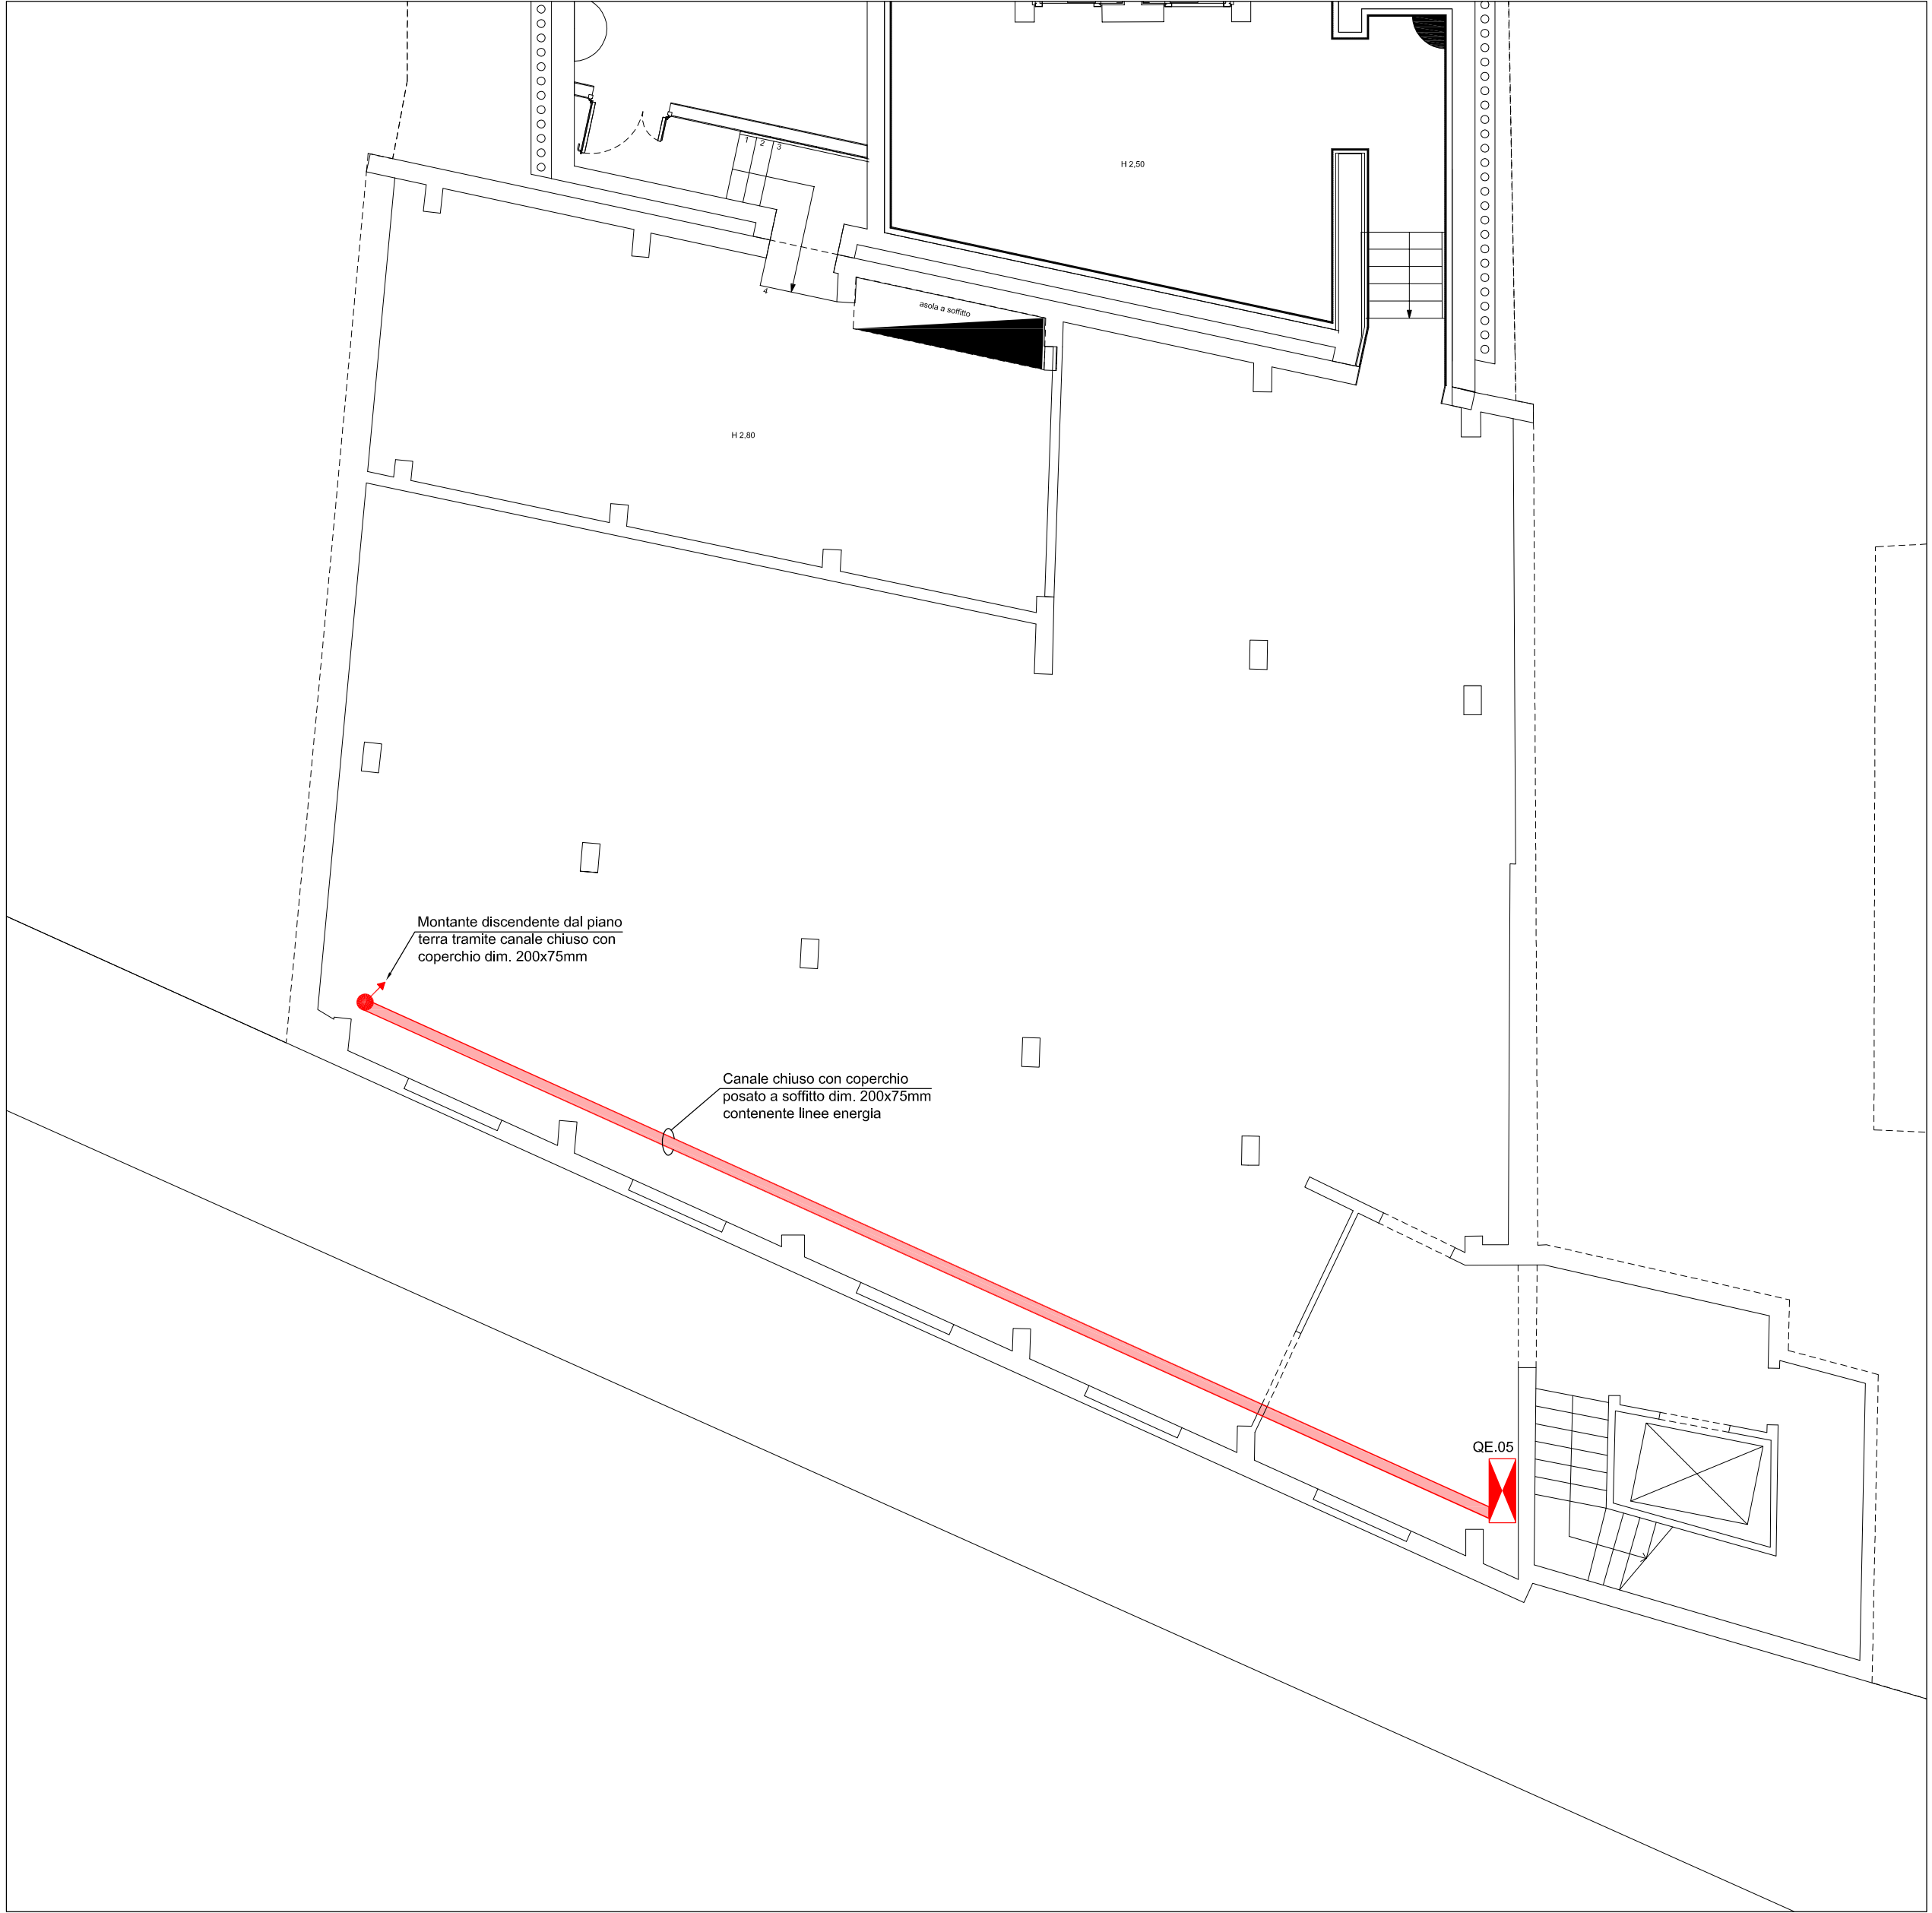 1
2
3
H 2,50
4
asola a soffitto
H 2,80
Montante discendente dal piano
terra tramite canale chiuso con
coperchio dim. 200x75mm
Canale chiuso con coperchio
posato a soffitto dim. 200x75mm
contenente linee energia
QE.05